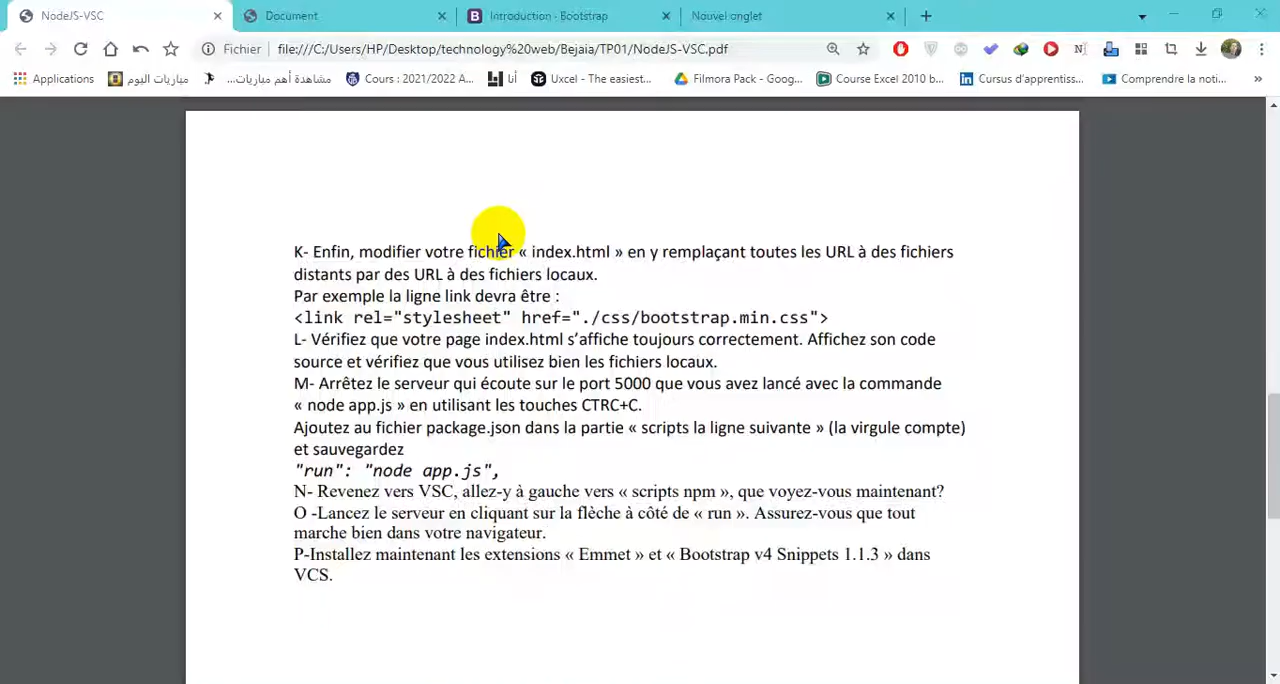 NodeJS-VSC
Document
Introduction · Bootstrap
Nouvel onglet
Fichier
file:///C:/Users/HP/Desktop/technology%20web/Bejaia/TP01/NodeJS-VSC.pdf
Applications
مباريات اليوم
مشاهدة أهم مباريات...
Cours : 2021/2022 A...
أنا
Uxcel - The easiest...
Filmora Pack - Goog...
Course Excel 2010 b...
Cursus d'apprentiss...
Comprendre la noti...
»
K- Enfin, modifier votre fichier « index.html » en y remplaçant toutes les URL à des fichiers
distants par des URL à des fichiers locaux.
Par exemple la ligne link devra être :
<link rel="stylesheet" href="./css/bootstrap.min.css">
L- Vérifiez que votre page index.html s’affiche toujours correctement. Affichez son code
source et vérifiez que vous utilisez bien les fichiers locaux.
M- Arrêtez le serveur qui écoute sur le port 5000 que vous avez lancé avec la commande
« node app.js » en utilisant les touches CTRC+C.
Ajoutez au fichier package.json dans la partie « scripts la ligne suivante » (la virgule compte)
et sauvegardez
"run": "node app.js",
N- Revenez vers VSC, allez-y à gauche vers « scripts npm », que voyez-vous maintenant?
O -Lancez le serveur en cliquant sur la flèche à côté de « run ». Assurez-vous que tout
marche bien dans votre navigateur.
P-Installez maintenant les extensions « Emmet » et « Bootstrap v4 Snippets 1.1.3 » dans
VCS.